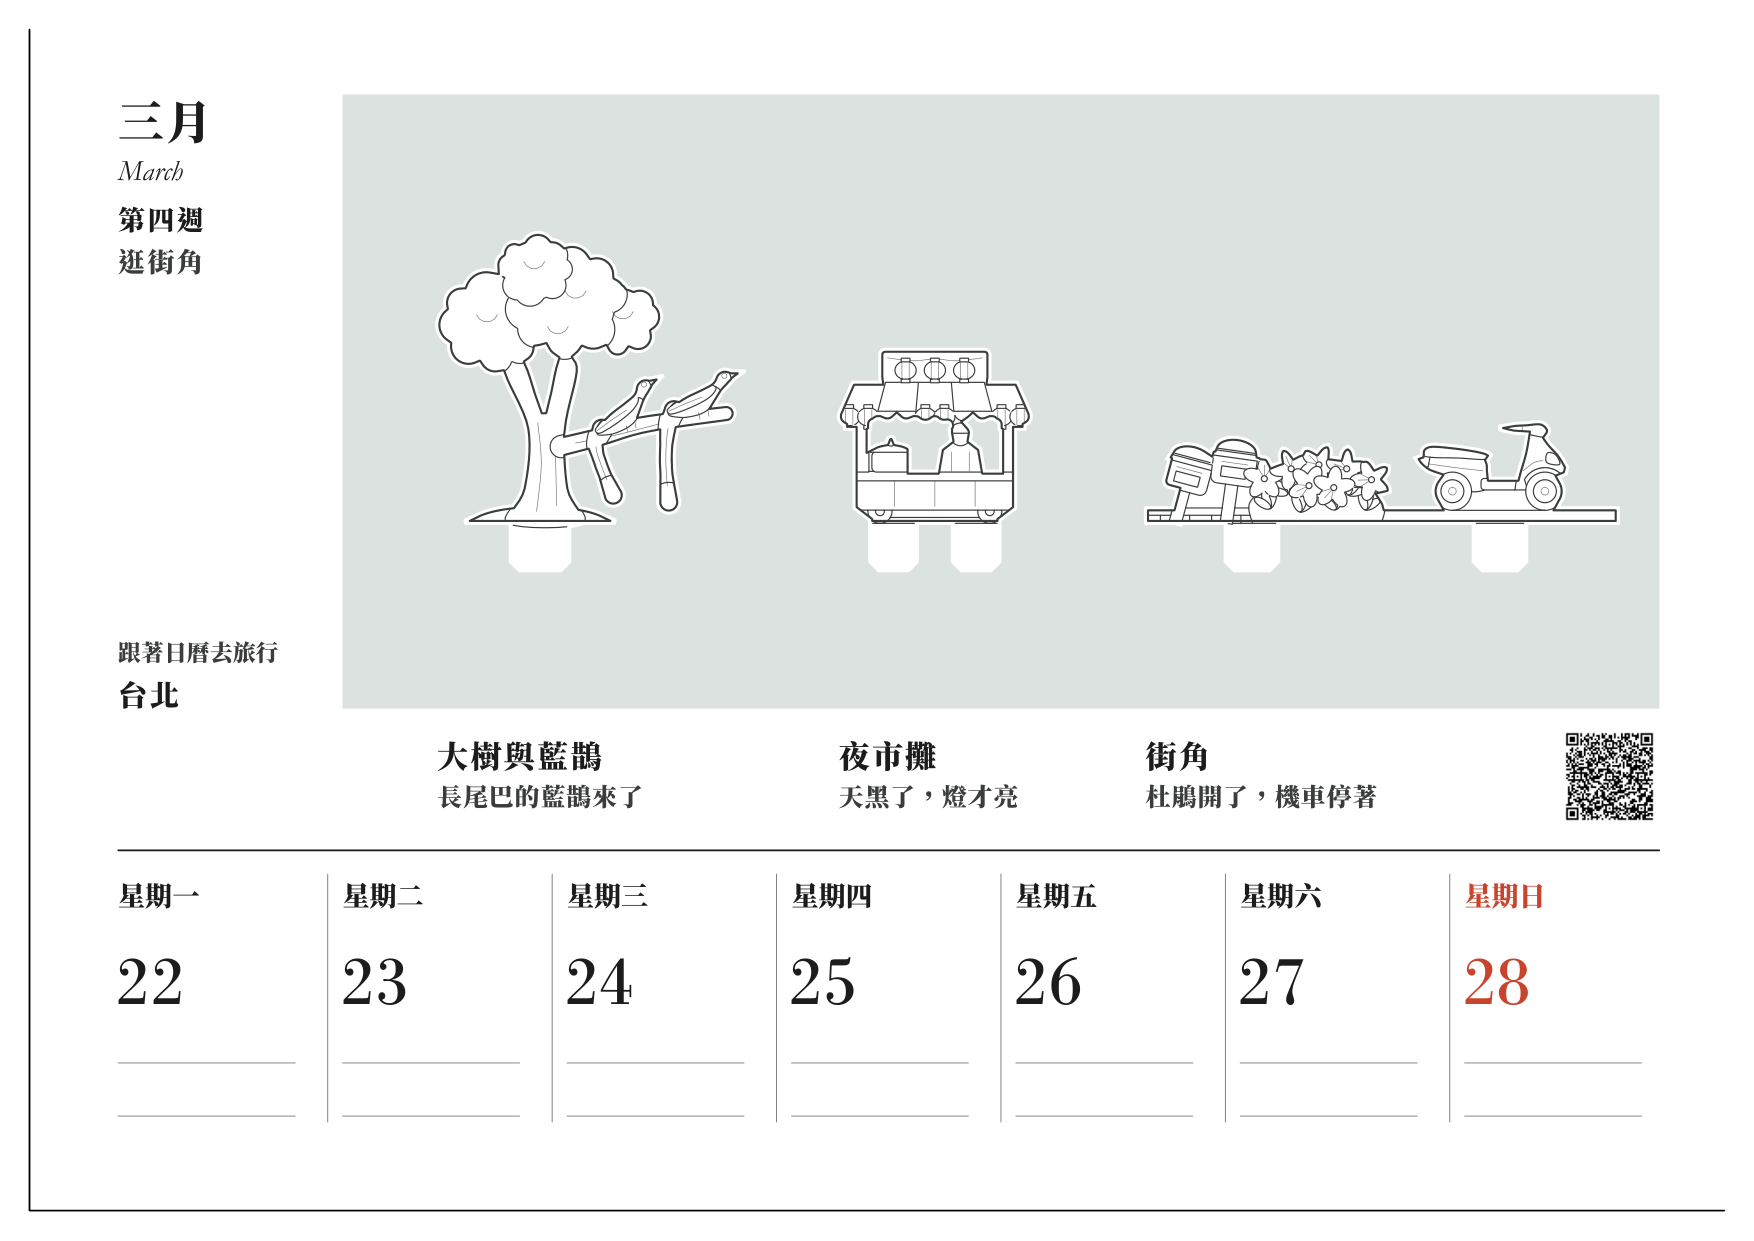 三月
March
第四週
逛街角
跟著日曆去旅行
台北
大樹與藍鵲
長尾巴的藍鵲來了
夜市攤
天黑了，燈才亮
街角
杜鵑開了，機車停著
星期一
22
星期二
23
星期三
24
星期四
25
星期五
26
星期六
27
星期日
28